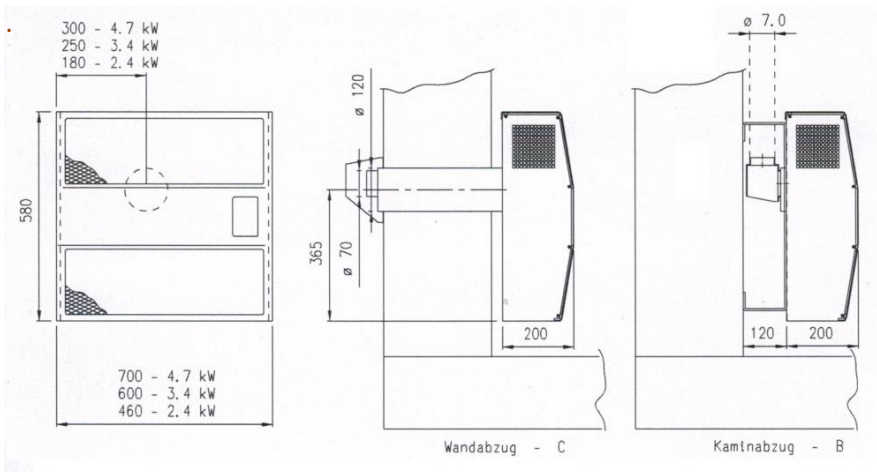 300 - 4.7 kW
250 - 3.4 kW
180 - 2.4 kW
580
700 - 4.7 kW
600 - 3.4 kW
460 - 2.4 kW
ø 120
365
ø 70
200
Wandabzug - C
ø 7.0
120
200
Kaminabzug - B